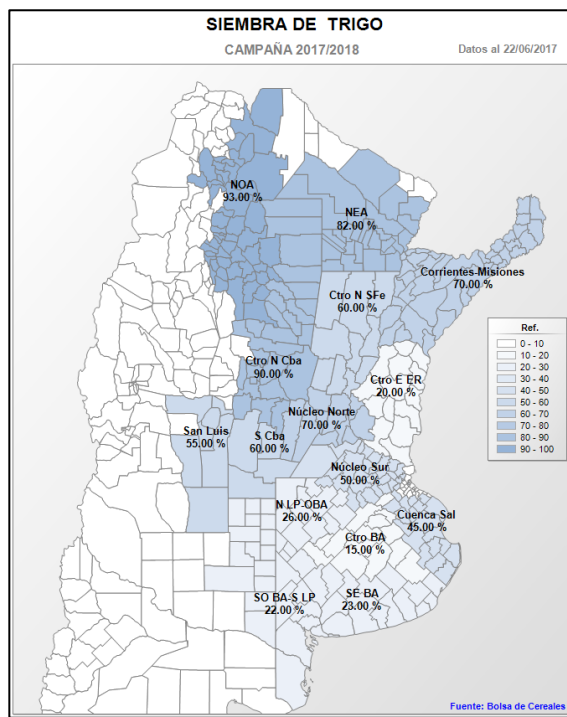 SIEMBRA DE TRIGO
CAMPAÑA 2017/2018
Datos al 22/06/2017
NOA
93.00 %
NEA
82.00 %
Corrientes-Misiones
70.00 %
Ctro N SFe
60.00 %
Ctro N Cba
90.00 %
Ctro E ER
20.00 %
Núcleo Norte
70.00 %
San Luis
55.00 %
S Cba
60.00 %
Núcleo Sur
50.00 %
N LP-OBA
26.00 %
Cuenca Sal
45.00 %
Ctro BA
15.00 %
SO BA-S LP
22.00 %
SE BA
23.00 %
Ref.
0 - 10
10 - 20
20 - 30
30 - 40
40 - 50
50 - 60
60 - 70
70 - 80
80 - 90
90 - 100
Fuente: Bolsa de Cereales